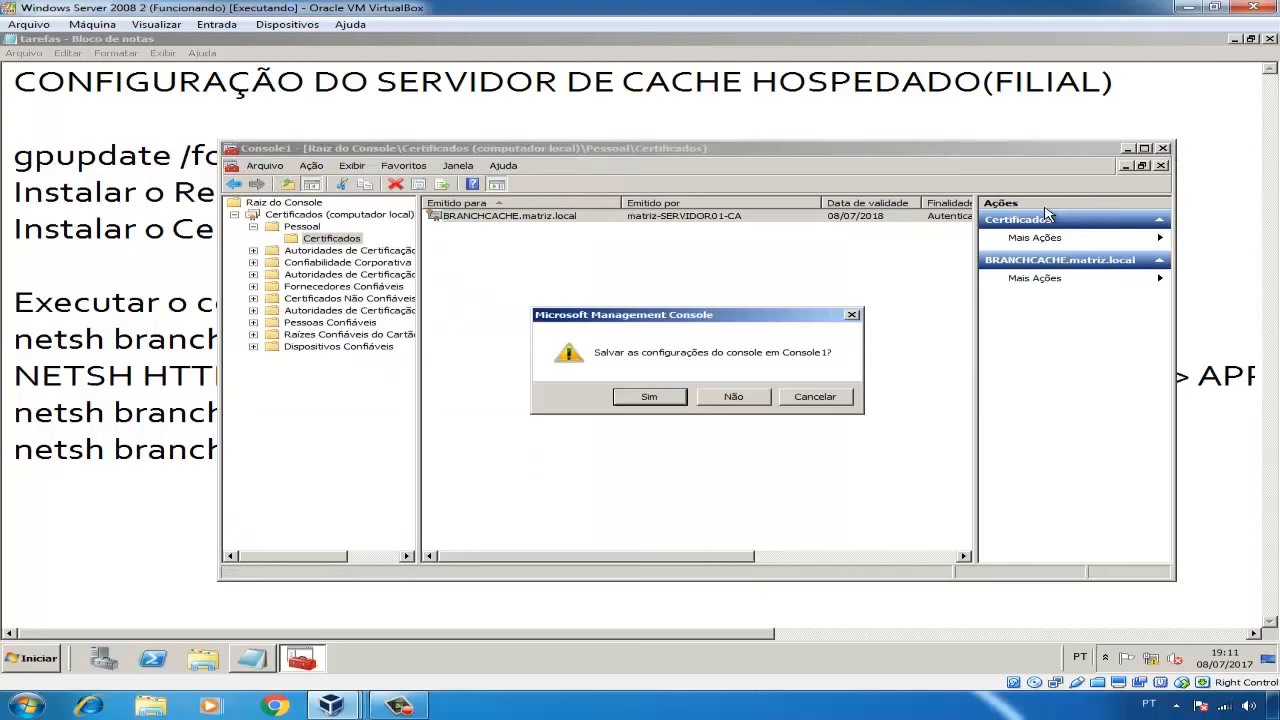 Windows Server 2008 2 (Funcionando) [Executando] - Oracle VM VirtualBox
Arquivo Máquina Visualizar Entrada Dispositivos Ajuda
tarefas - Bloco de notas
Arquivo Editar Formatar Exibir Ajuda
CONFIGURAÇÃO DO SERVIDOR DE CACHE HOSPEDADO(FILIAL)
gpupdate /fo
Instalar o Re
Instalar o Ce
Executar o co
netsh branch
NETSH HTT
> APP
netsh branch
netsh branch
Console1 - [Raiz do Console\Certificados (computador local)\Pessoal\Certificados]
Arquivo Ação Exibir Favoritos Janela Ajuda
Raiz do Console
Certificados (computador local)
Pessoal
Certificados
Autoridades de Certificação
Confiabilidade Corporativa
Autoridades de Certificação
Fornecedores Confiáveis
Certificados Não Confiáveis
Autoridades de Certificação
Pessoas Confiáveis
Raízes Confiáveis do Cartã
Dispositivos Confiáveis
Emitido para Emitido por Data de validade Finalidade
BRANCHCACHE.matriz.local matriz-SERVIDOR01-CA 08/07/2018 Autentica
Ações
Certificados
Mais Ações
BRANCHCACHE.matriz.local
Mais Ações
Microsoft Management Console
Salvar as configurações do console em Console1?
Sim Não Cancelar
Iniciar
PT
19:11
08/07/2017
Right Control
PT